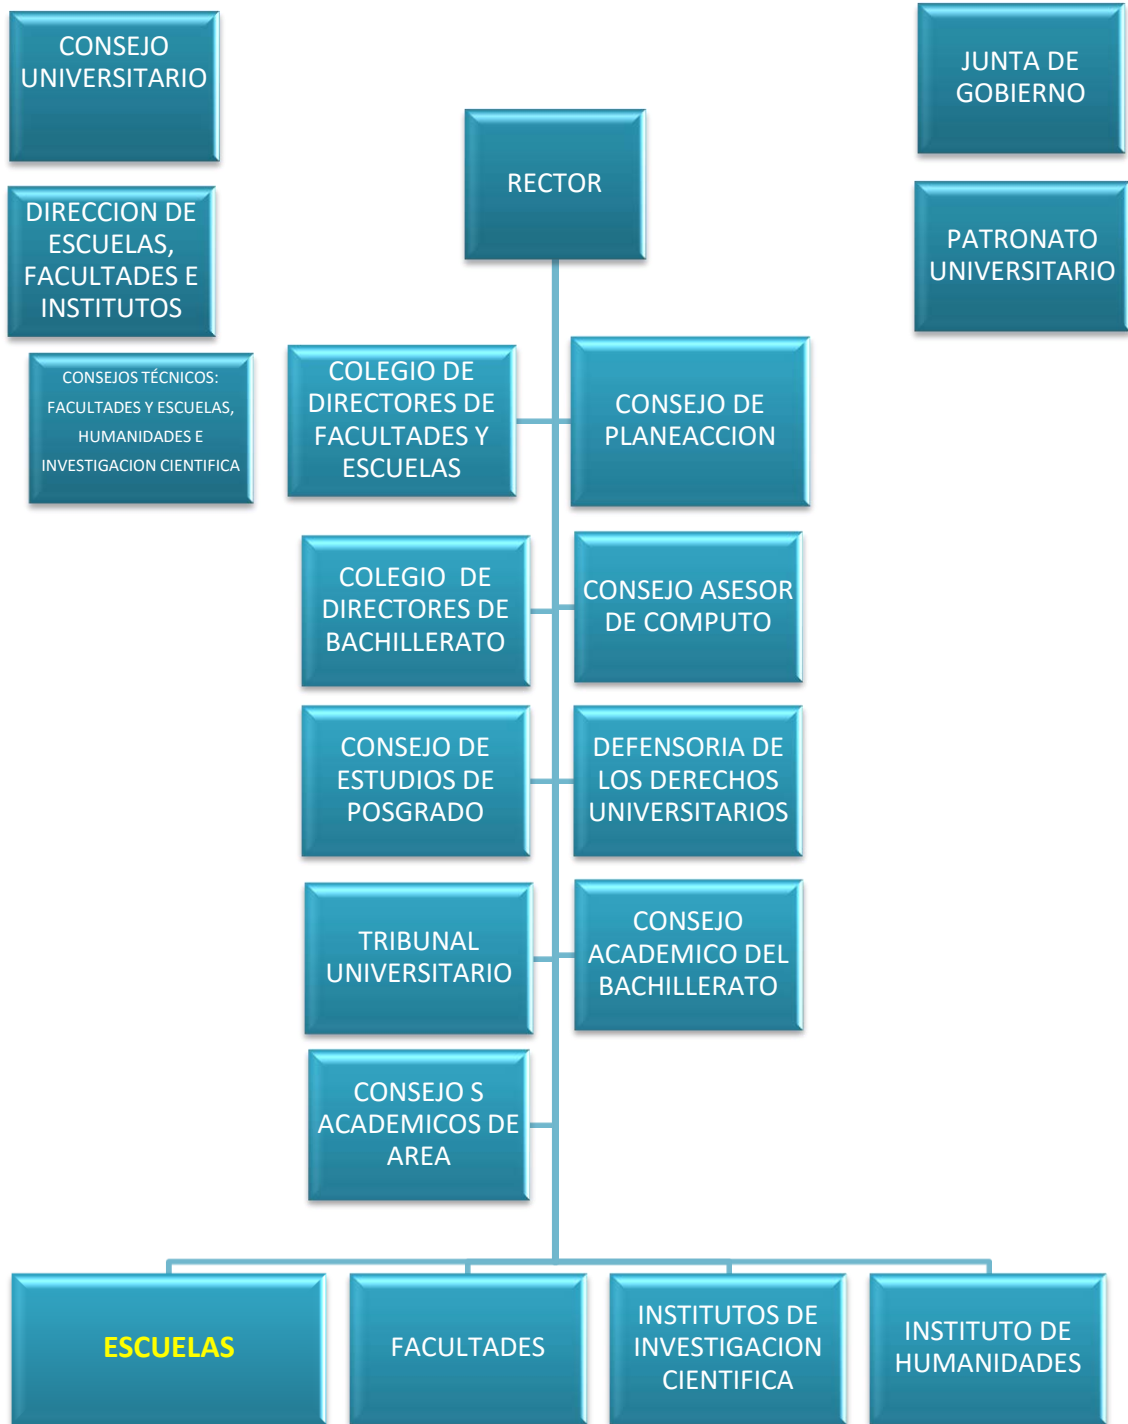 CONSEJO
UNIVERSITARIO
JUNTA DE
GOBIERNO
RECTOR
DIRECCION DE
ESCUELAS,
FACULTADES E
INSTITUTOS
PATRONATO
UNIVERSITARIO
CONSEJOS TÉCNICOS:
FACULTADES Y ESCUELAS,
HUMANIDADES E
INVESTIGACION CIENTIFICA
COLEGIO DE
DIRECTORES DE
FACULTADES Y
ESCUELAS
CONSEJO DE
PLANEACCION
COLEGIO  DE
DIRECTORES DE
BACHILLERATO
CONSEJO ASESOR
DE COMPUTO
CONSEJO DE
ESTUDIOS DE
POSGRADO
DEFENSORIA DE
LOS DERECHOS
UNIVERSITARIOS
TRIBUNAL
UNIVERSITARIO
CONSEJO
ACADEMICO DEL
BACHILLERATO
CONSEJO S
ACADEMICOS DE
AREA
ESCUELAS
FACULTADES
INSTITUTOS DE
INVESTIGACION
CIENTIFICA
INSTITUTO DE
HUMANIDADES